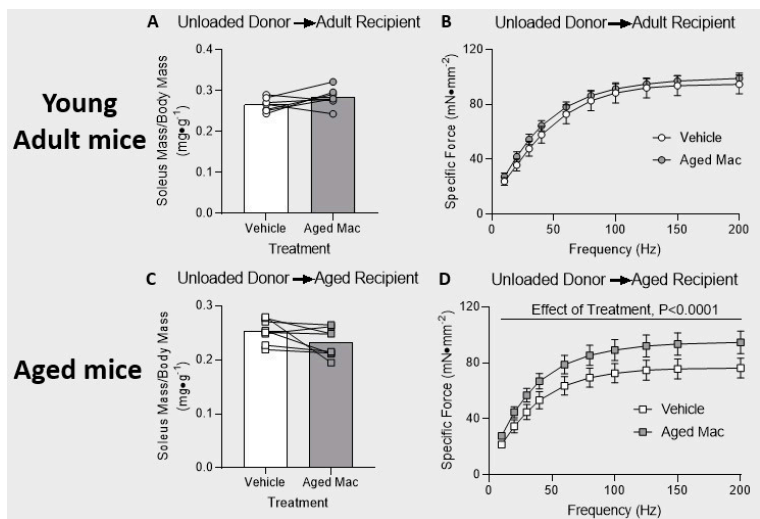 A Unloaded Donor → Adult Recipient
B Unloaded Donor → Adult Recipient
Young
Adult mice
Soleus Mass/Body Mass
(mg•g⁻¹)
0.4
0.3
0.2
0.1
0.0
Vehicle Aged Mac
Treatment
Specific Force (mN•mm⁻²)
120
80
40
0
Vehicle
Aged Mac
0 50 100 150 200
Frequency (Hz)
C Unloaded Donor → Aged Recipient
D Unloaded Donor → Aged Recipient
Aged mice
Soleus Mass/Body Mass
(mg•g⁻¹)
0.3
0.2
0.1
0.0
Vehicle Aged Mac
Treatment
Effect of Treatment, P<0.0001
Specific Force (mN•mm⁻²)
120
80
40
0
Vehicle
Aged Mac
0 50 100 150 200
Frequency (Hz)